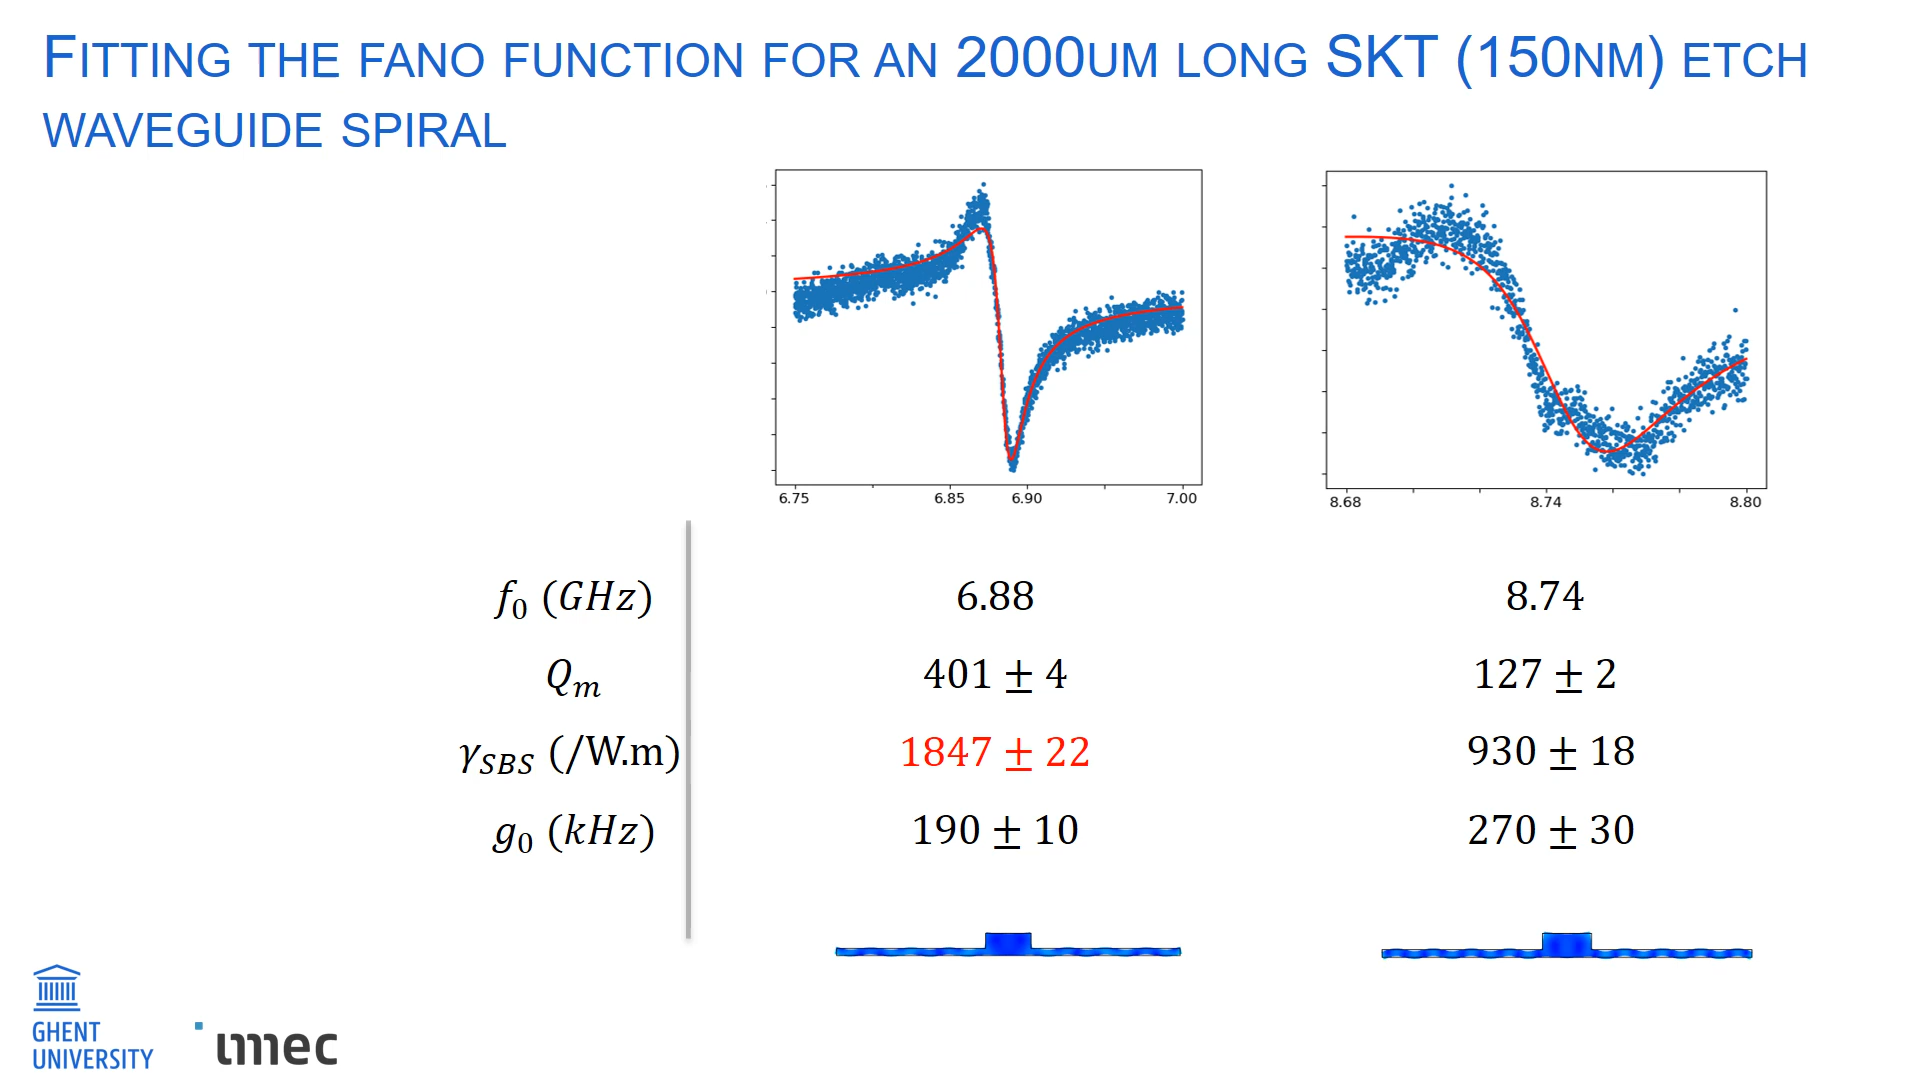 FITTING THE FANO FUNCTION FOR AN 2000UM LONG SKT (150NM) ETCH
WAVEGUIDE SPIRAL
6.75 6.85 6.90 7.00
8.68 8.74 8.80
f₀ (GHz) 6.88 8.74
Qₘ 401 ± 4 127 ± 2
γ_SBS (/W.m) 1847 ± 22 930 ± 18
g₀ (kHz) 190 ± 10 270 ± 30
GHENT
UNIVERSITY
imec